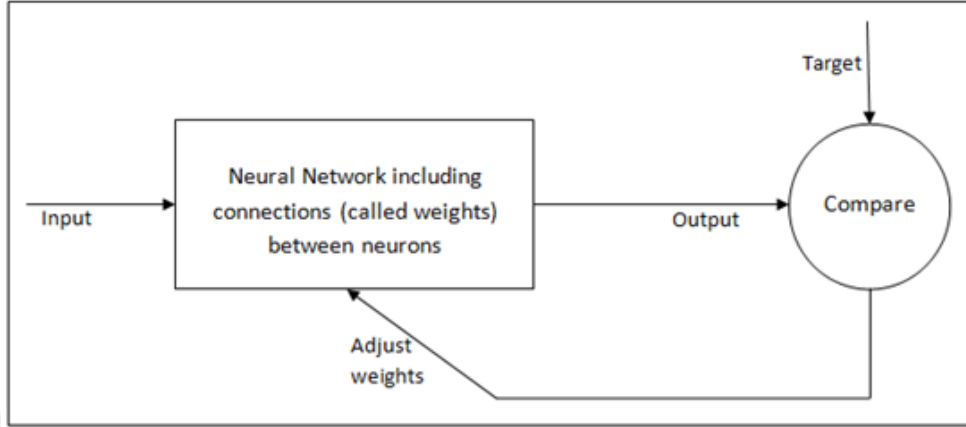 Target
Neural Network including
connections (called weights)
between neurons
Input
Output
Compare
Adjust
weights